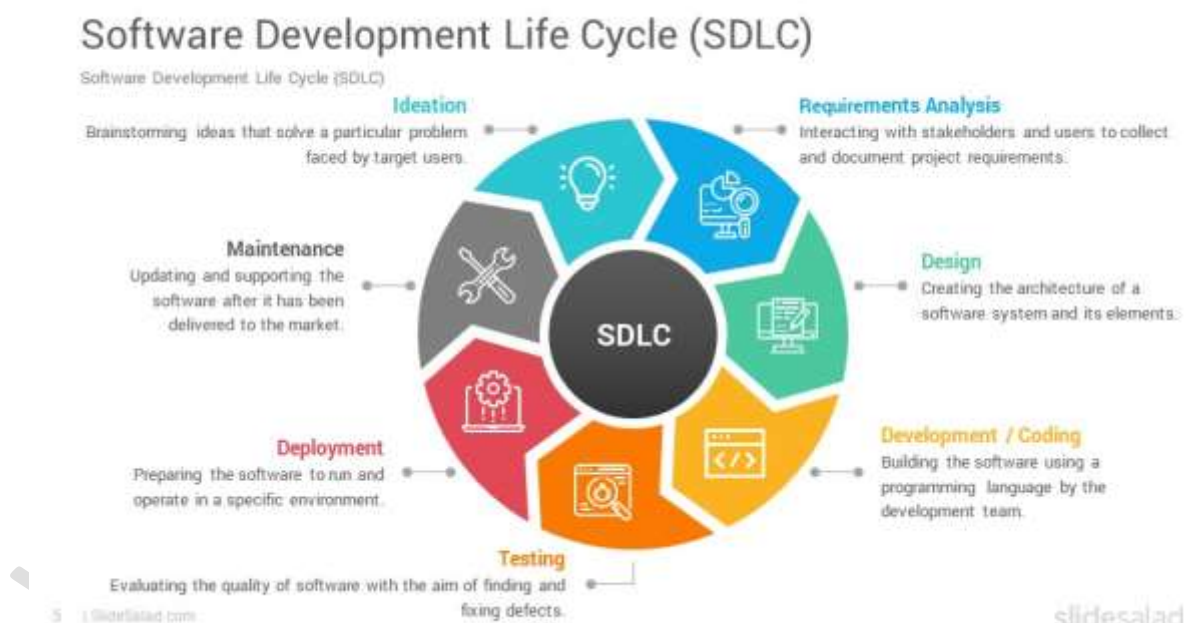 Software Development Life Cycle (SDLC)
Software Development Life Cycle (SDLC)
Ideation
Brainstorming ideas that solve a particular problem
faced by target users.
Requirements Analysis
Interacting with stakeholders and users to collect
and document project requirements.
Maintenance
Updating and supporting the
software after it has been
delivered to the market.
Design
Creating the architecture of a
software system and its elements.
SDLC
Deployment
Preparing the software to run and
operate in a specific environment.
Development / Coding
Building the software using a
programming language by the
development team.
</>
Testing
Evaluating the quality of software with the aim of finding and
fixing defects.
5 | SlideSalad.com
slidesalad